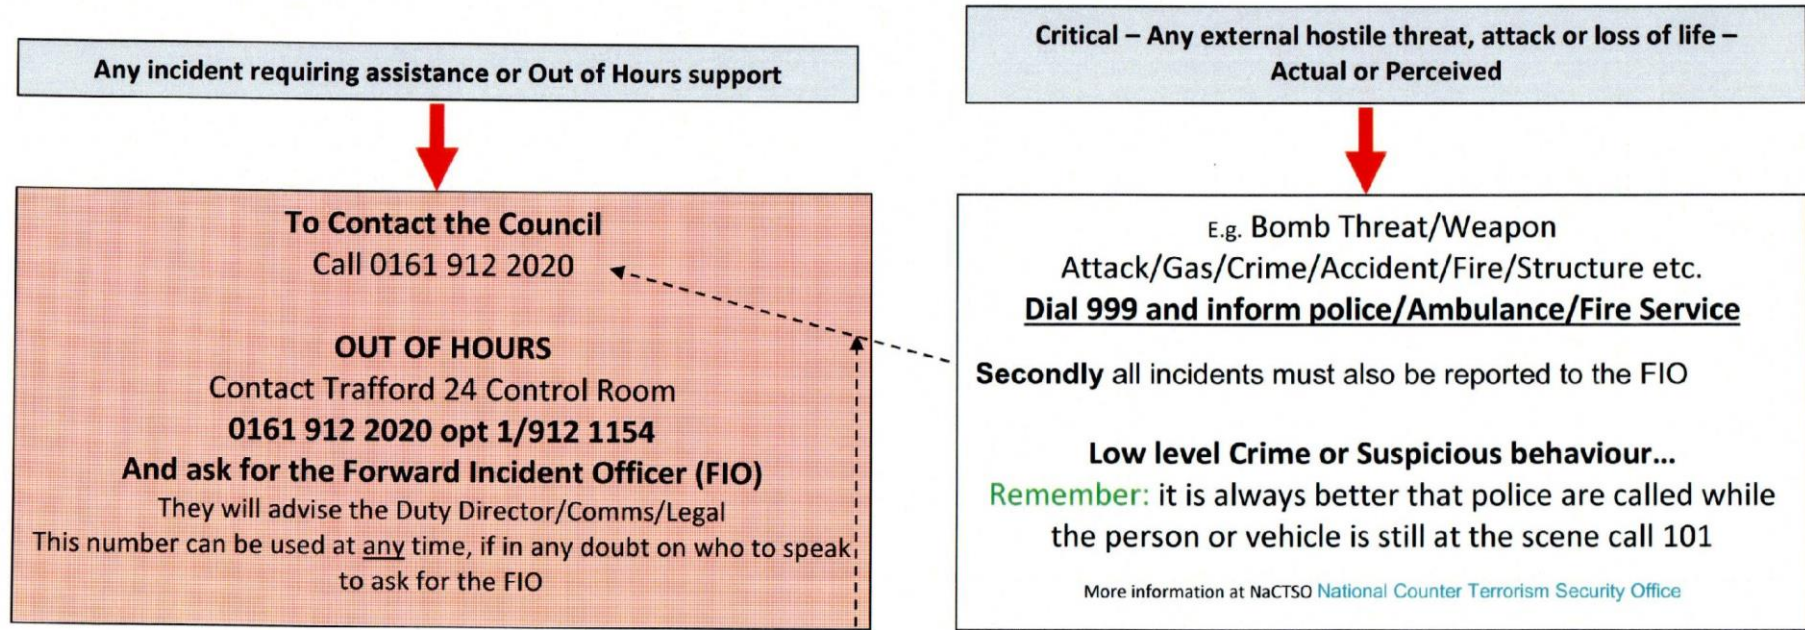 Any incident requiring assistance or Out of Hours support
To Contact the Council
Call 0161 912 2020
OUT OF HOURS
Contact Trafford 24 Control Room
0161 912 2020 opt 1/912 1154
And ask for the Forward Incident Officer (FIO)
They will advise the Duty Director/Comms/Legal
This number can be used at any time, if in any doubt on who to speak
to ask for the FIO
Critical – Any external hostile threat, attack or loss of life –
Actual or Perceived
E.g. Bomb Threat/Weapon
Attack/Gas/Crime/Accident/Fire/Structure etc.
Dial 999 and inform police/Ambulance/Fire Service
Secondly all incidents must also be reported to the FIO
Low level Crime or Suspicious behaviour...
Remember: it is always better that police are called while
the person or vehicle is still at the scene call 101
More information at NaCTSO National Counter Terrorism Security Office